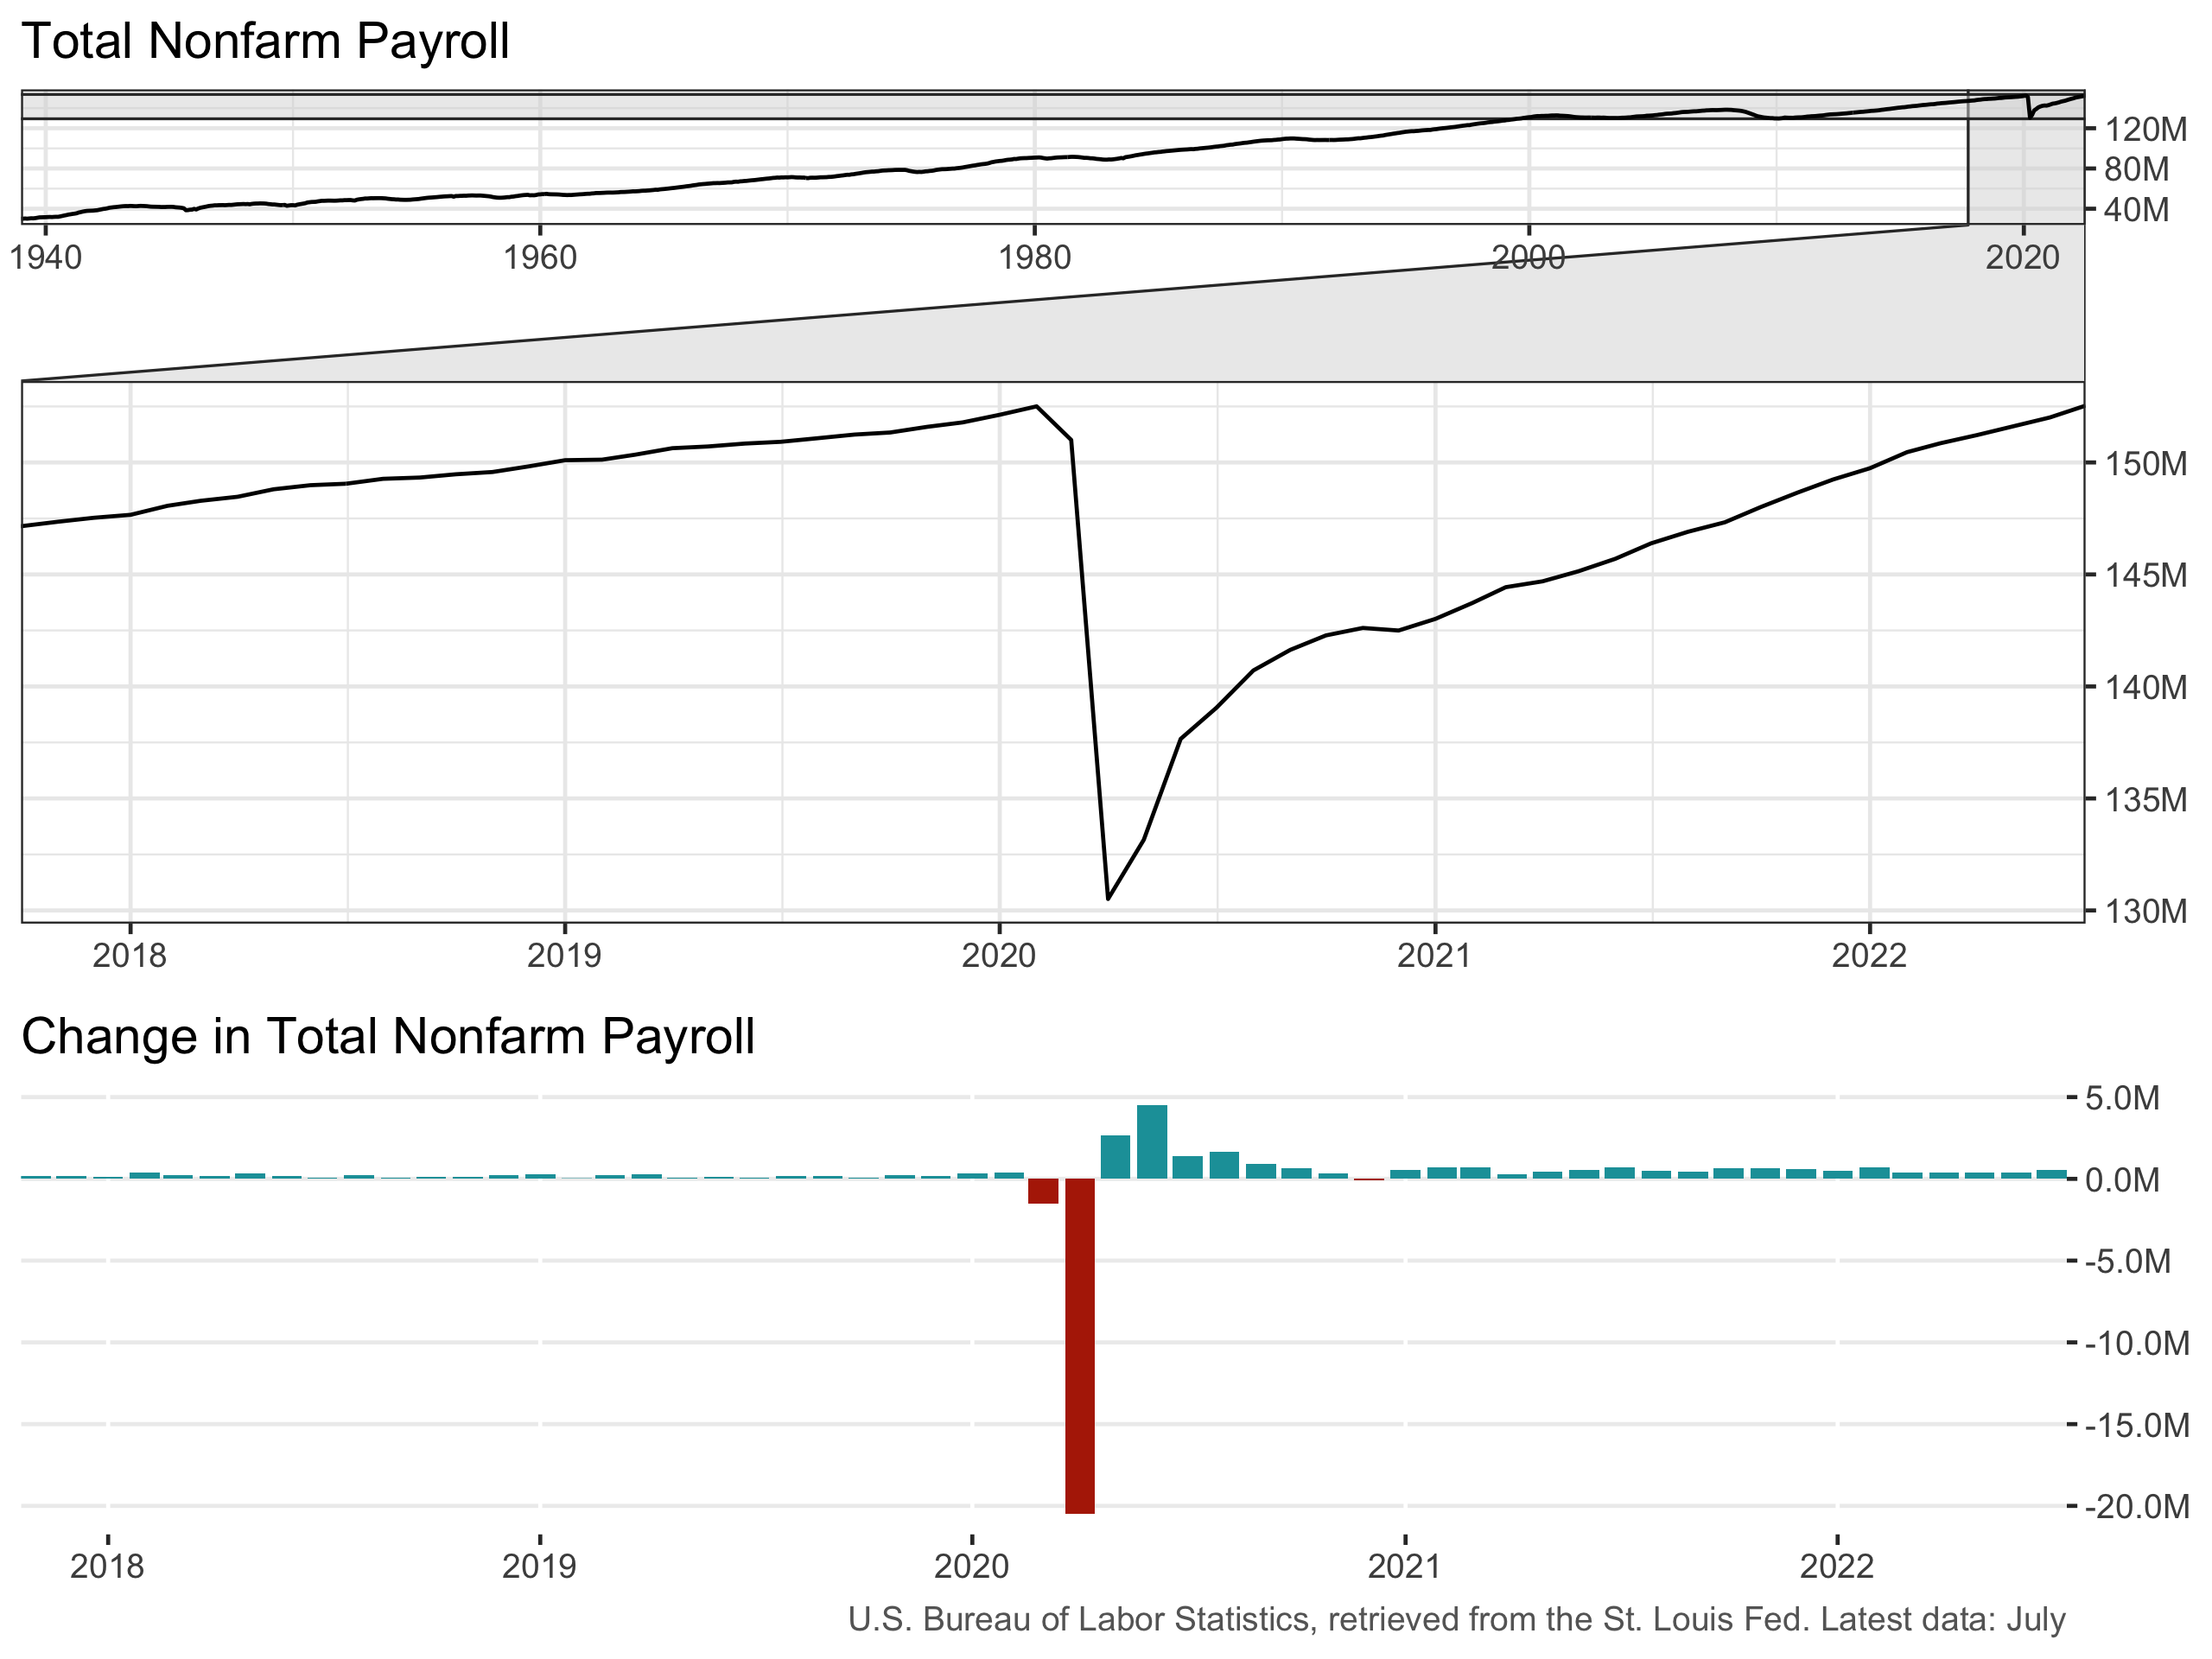 Total Nonfarm Payroll
120M
80M
40M
1940 1960 1980 2000 2020
150M
145M
140M
135M
130M
2018 2019 2020 2021 2022
Change in Total Nonfarm Payroll
5.0M
0.0M
-5.0M
-10.0M
-15.0M
-20.0M
2018 2019 2020 2021 2022
U.S. Bureau of Labor Statistics, retrieved from the St. Louis Fed. Latest data: July